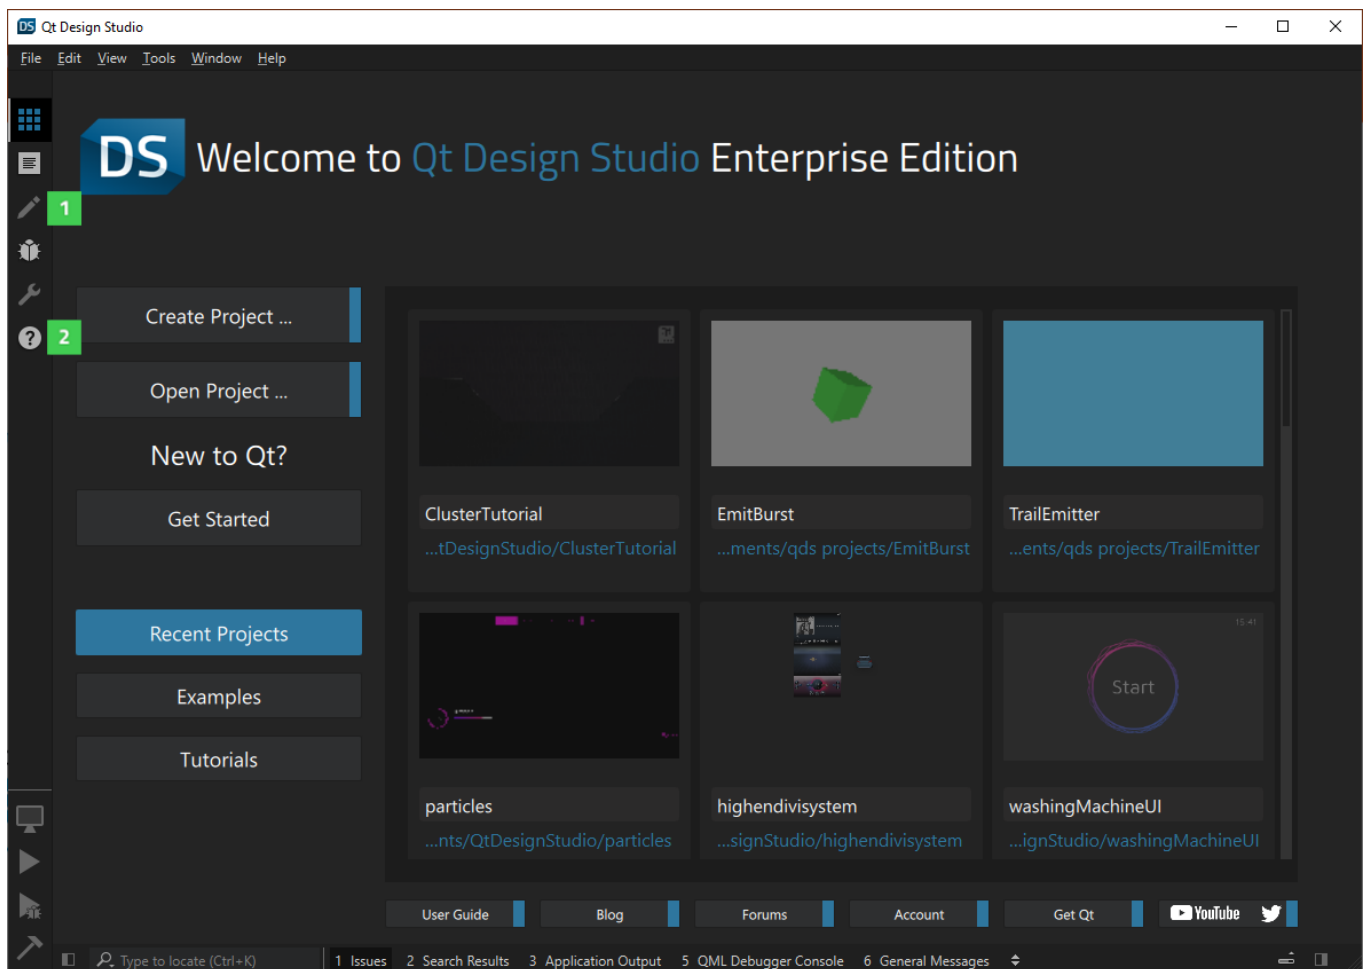 DS Qt Design Studio
File Edit View Tools Window Help
DS Welcome to Qt Design Studio Enterprise Edition
1
2
Create Project ...
Open Project ...
New to Qt?
Get Started
Recent Projects
Examples
Tutorials
ClusterTutorial
...tDesignStudio/ClusterTutorial
EmitBurst
...ments/qds projects/EmitBurst
TrailEmitter
...ents/qds projects/TrailEmitter
particles
...nts/QtDesignStudio/particles
highendivisystem
...signStudio/highendivisystem
15:41
Start
washingMachineUI
...ignStudio/washingMachineUI
User Guide Blog Forums Account Get Qt YouTube
Type to locate (Ctrl+K) 1 Issues 2 Search Results 3 Application Output 5 QML Debugger Console 6 General Messages